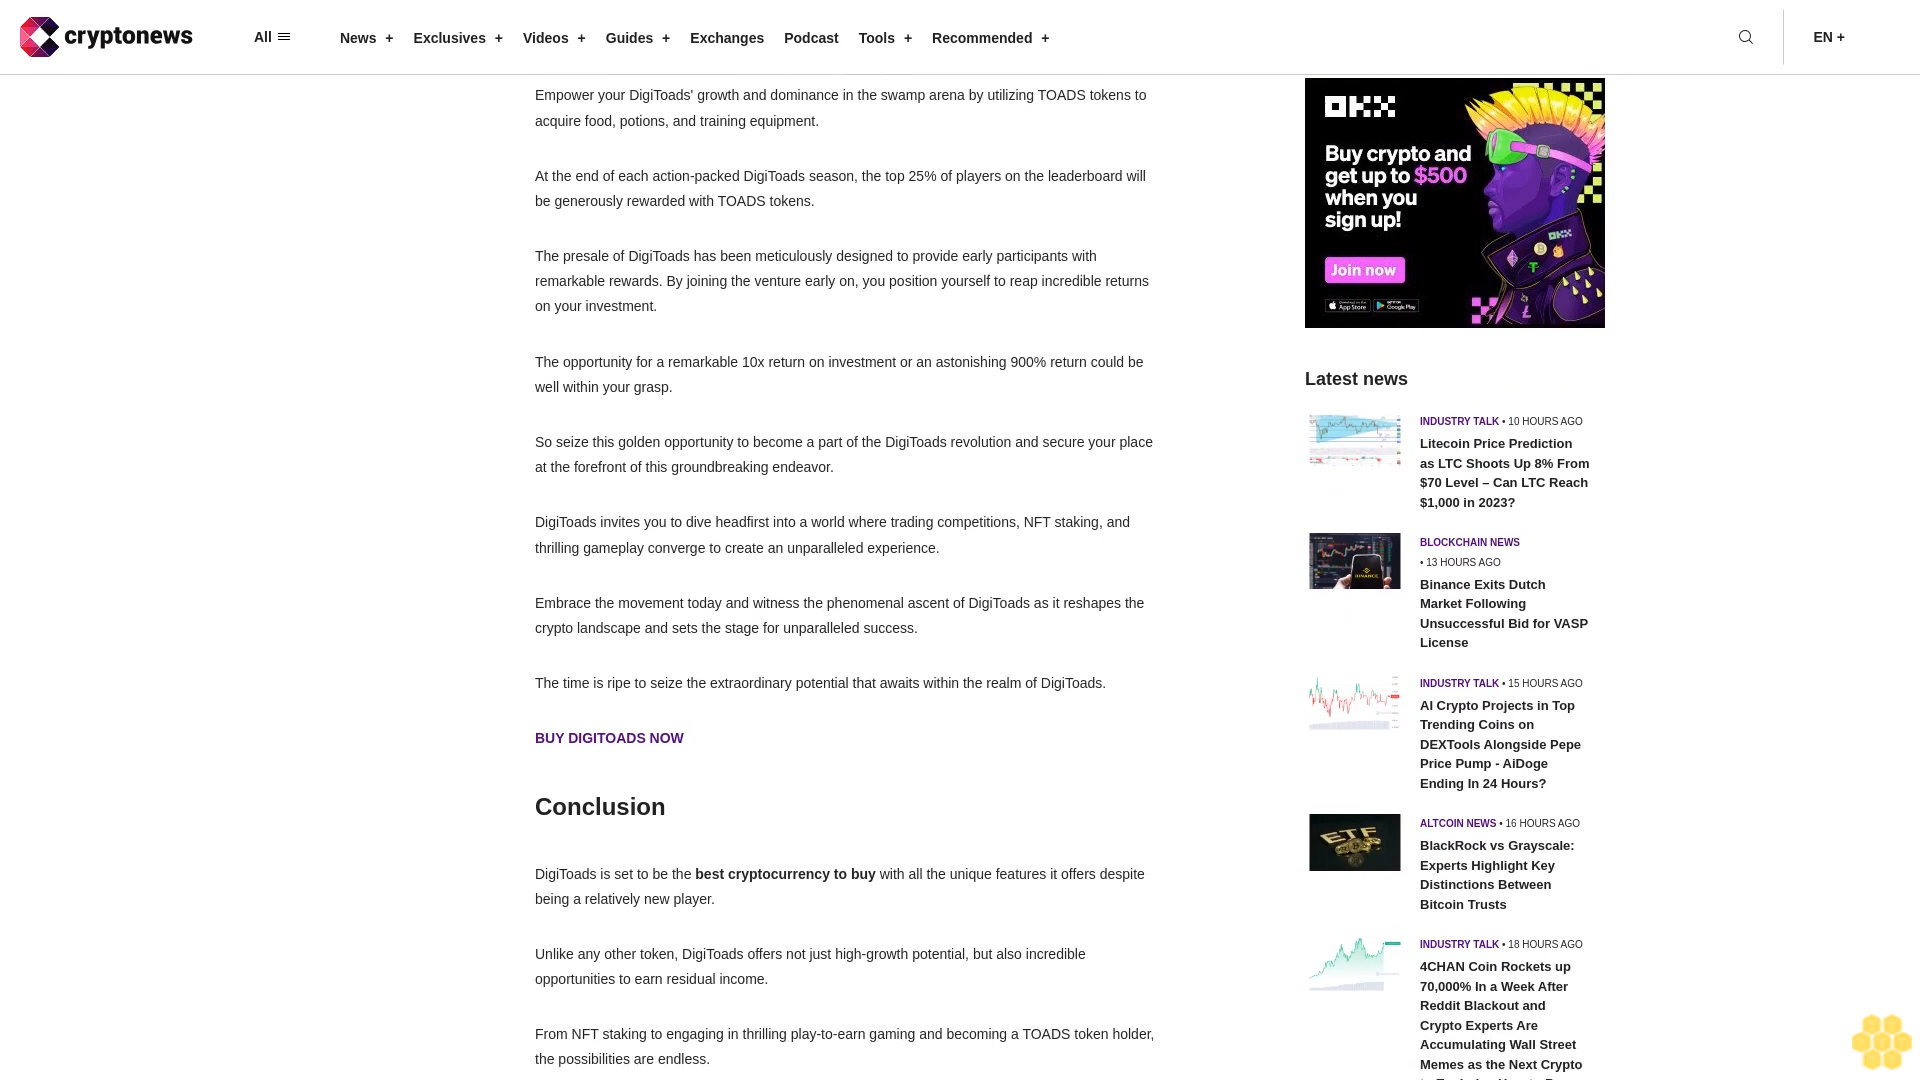 cryptonews
All
News +
Exclusives +
Videos +
Guides +
Exchanges
Podcast
Tools +
Recommended +
EN +
Empower your DigiToads' growth and dominance in the swamp arena by utilizing TOADS tokens to
acquire food, potions, and training equipment.
At the end of each action-packed DigiToads season, the top 25% of players on the leaderboard will
be generously rewarded with TOADS tokens.
The presale of DigiToads has been meticulously designed to provide early participants with
remarkable rewards. By joining the venture early on, you position yourself to reap incredible returns
on your investment.
The opportunity for a remarkable 10x return on investment or an astonishing 900% return could be
well within your grasp.
So seize this golden opportunity to become a part of the DigiToads revolution and secure your place
at the forefront of this groundbreaking endeavor.
DigiToads invites you to dive headfirst into a world where trading competitions, NFT staking, and
thrilling gameplay converge to create an unparalleled experience.
Embrace the movement today and witness the phenomenal ascent of DigiToads as it reshapes the
crypto landscape and sets the stage for unparalleled success.
The time is ripe to seize the extraordinary potential that awaits within the realm of DigiToads.
BUY DIGITOADS NOW
Conclusion
DigiToads is set to be the best cryptocurrency to buy with all the unique features it offers despite
being a relatively new player.
Unlike any other token, DigiToads offers not just high-growth potential, but also incredible
opportunities to earn residual income.
From NFT staking to engaging in thrilling play-to-earn gaming and becoming a TOADS token holder,
the possibilities are endless.
OKX
Buy crypto and
get up to $500
when you
sign up!
Join now
App Store
Google Play
OKX
Latest news
INDUSTRY TALK • 10 HOURS AGO
Litecoin Price Prediction
as LTC Shoots Up 8% From
$70 Level – Can LTC Reach
$1,000 in 2023?
BINANCE
BLOCKCHAIN NEWS
• 13 HOURS AGO
Binance Exits Dutch
Market Following
Unsuccessful Bid for VASP
License
INDUSTRY TALK • 15 HOURS AGO
AI Crypto Projects in Top
Trending Coins on
DEXTools Alongside Pepe
Price Pump - AiDoge
Ending In 24 Hours?
ETF
ALTCOIN NEWS • 16 HOURS AGO
BlackRock vs Grayscale:
Experts Highlight Key
Distinctions Between
Bitcoin Trusts
INDUSTRY TALK • 18 HOURS AGO
4CHAN Coin Rockets up
70,000% In a Week After
Reddit Blackout and
Crypto Experts Are
Accumulating Wall Street
Memes as the Next Crypto